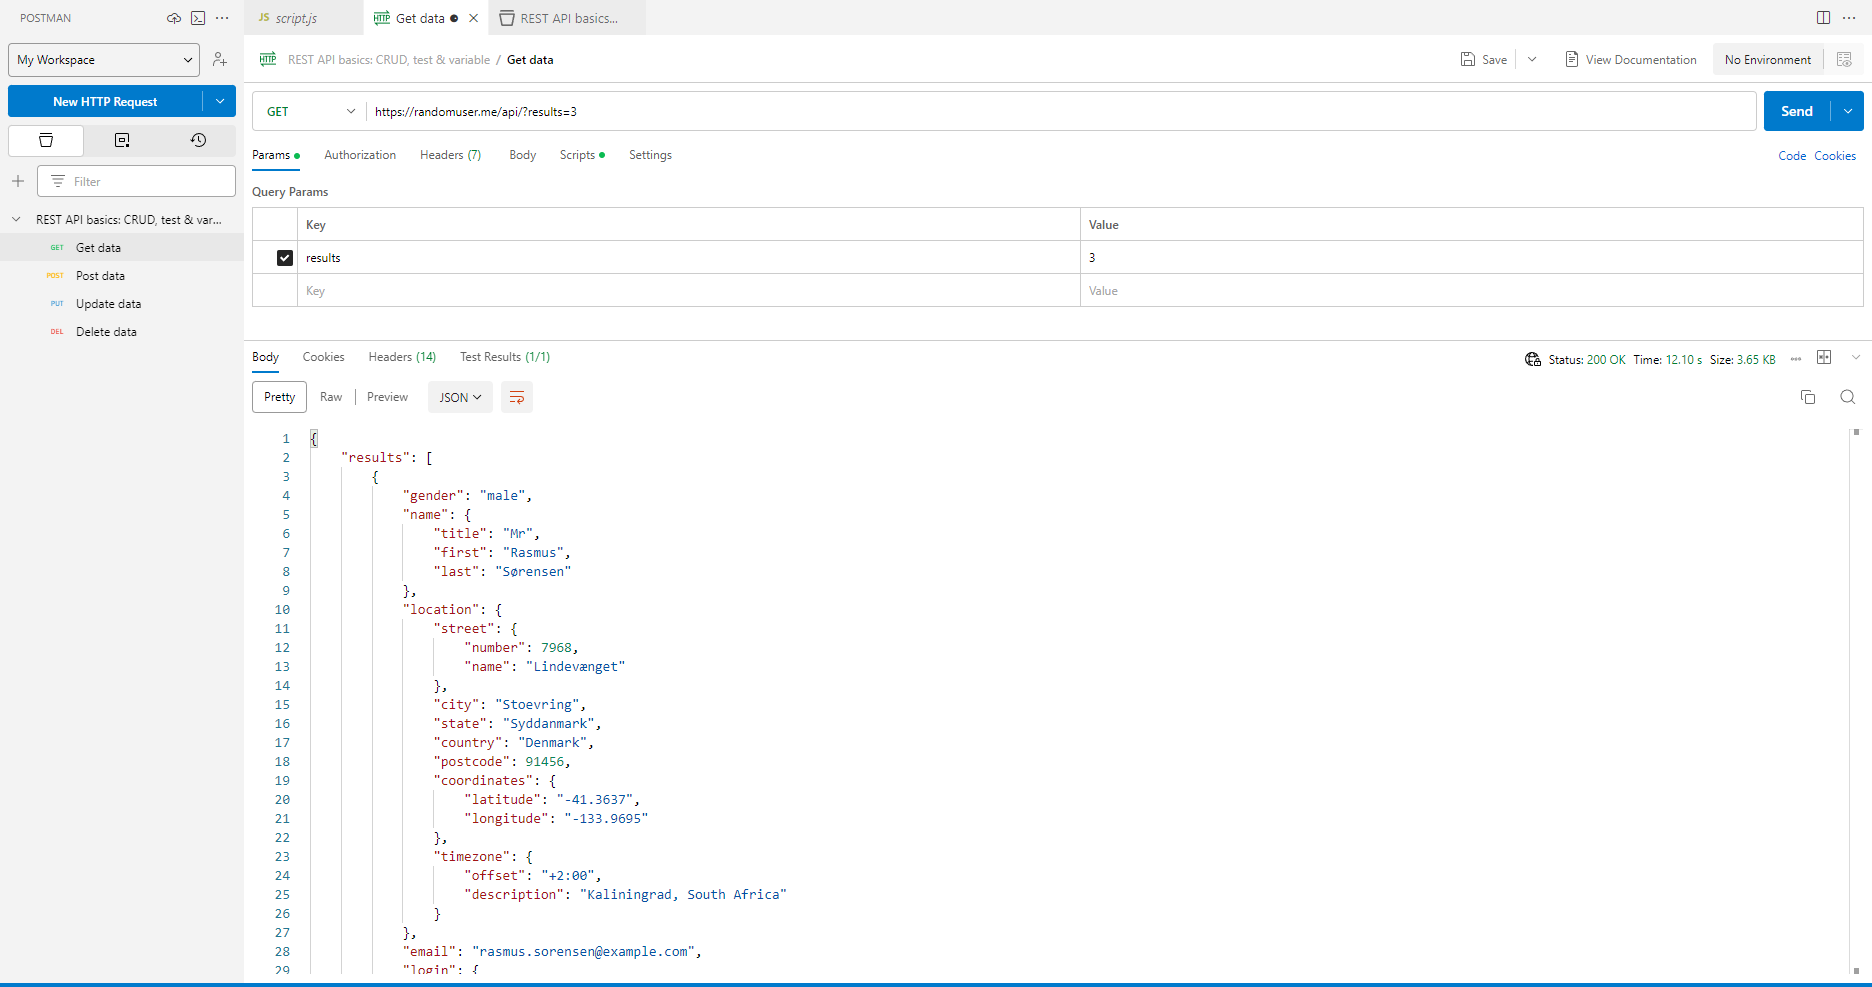 POSTMAN
JS script.js
HTTP Get data
REST API basics...
My Workspace
HTTP REST API basics: CRUD, test & variable / Get data
Save
View Documentation
No Environment
New HTTP Request
GET
https://randomuser.me/api/?results=3
Send
Params
Authorization
Headers (7)
Body
Scripts
Settings
Code
Cookies
Filter
Query Params
REST API basics: CRUD, test & var...
GET Get data
POST Post data
PUT Update data
DEL Delete data
Key Value
results 3
Key Value
Body
Cookies
Headers (14)
Test Results (1/1)
Status: 200 OK Time: 12.10 s Size: 3.65 KB
Pretty
Raw
Preview
JSON
1 {
2 "results": [
3 {
4 "gender": "male",
5 "name": {
6 "title": "Mr",
7 "first": "Rasmus",
8 "last": "Sørensen"
9 },
10 "location": {
11 "street": {
12 "number": 7968,
13 "name": "Lindevænget"
14 },
15 "city": "Stoevring",
16 "state": "Syddanmark",
17 "country": "Denmark",
18 "postcode": 91456,
19 "coordinates": {
20 "latitude": "-41.3637",
21 "longitude": "-133.9695"
22 },
23 "timezone": {
24 "offset": "+2:00",
25 "description": "Kaliningrad, South Africa"
26 }
27 },
28 "email": "rasmus.sorensen@example.com",
29 "login": {